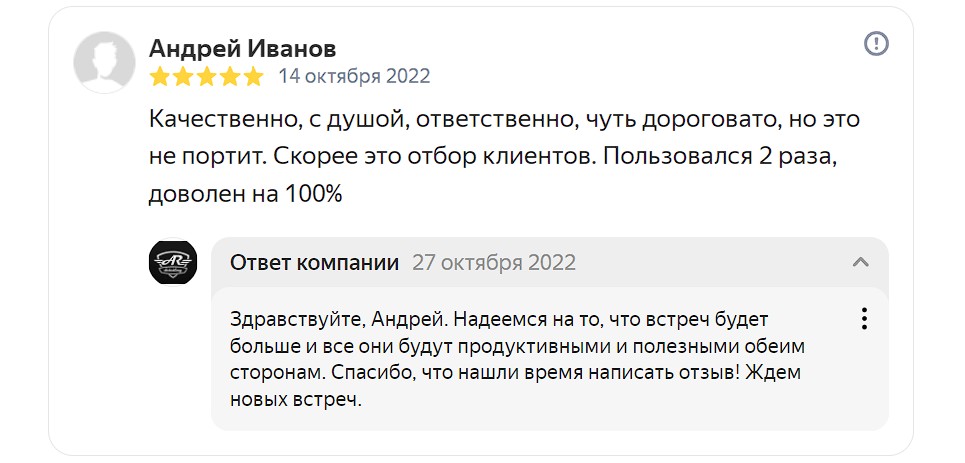 Андрей Иванов
14 октября 2022
Качественно, с душой, ответственно, чуть дороговато, но это
не портит. Скорее это отбор клиентов. Пользовался 2 раза,
доволен на 100%
AR
Ответ компании 27 октября 2022
Здравствуйте, Андрей. Надеемся на то, что встреч будет
больше и все они будут продуктивными и полезными обеим
сторонам. Спасибо, что нашли время написать отзыв! Ждем
новых встреч.